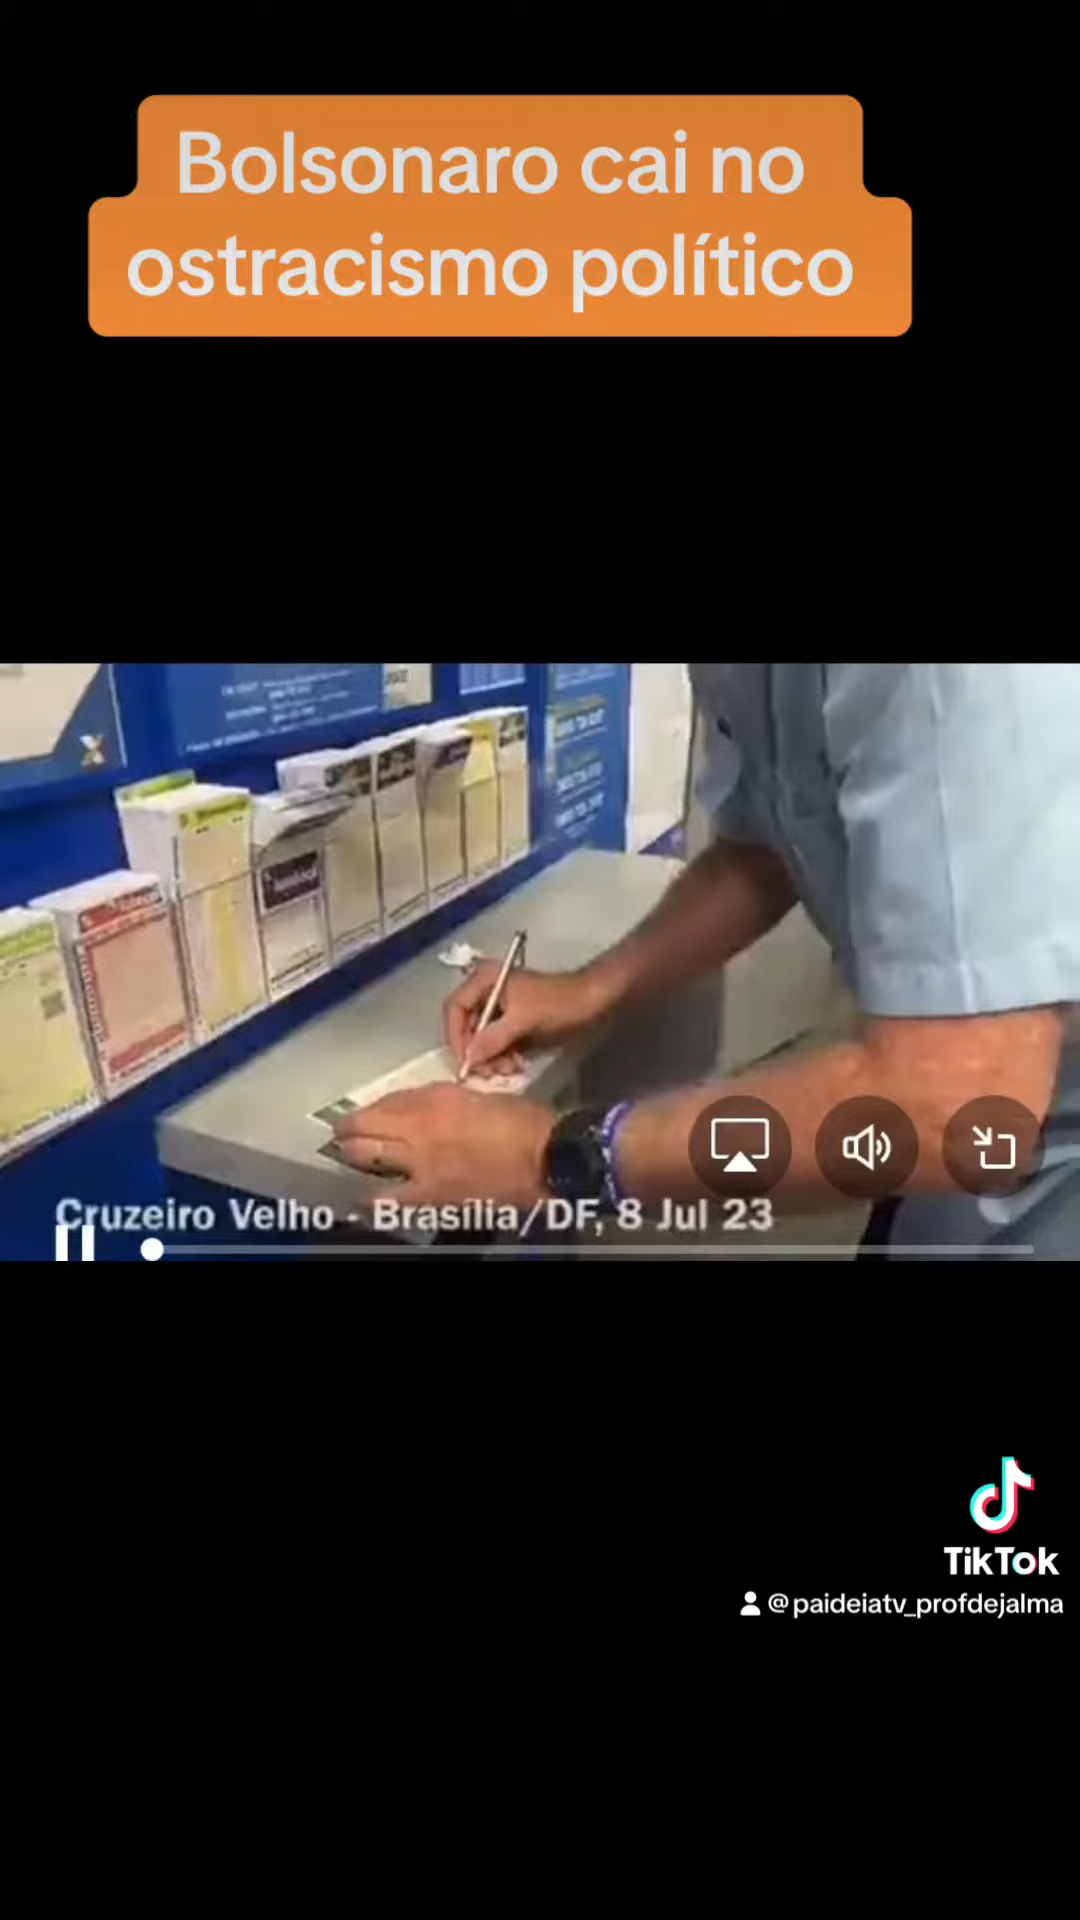 Bolsonaro cai no
ostracismo político
Cruzeiro Velho - Brasília/DF, 8 Jul 23
TikTok
@paideiatv_profdejalma